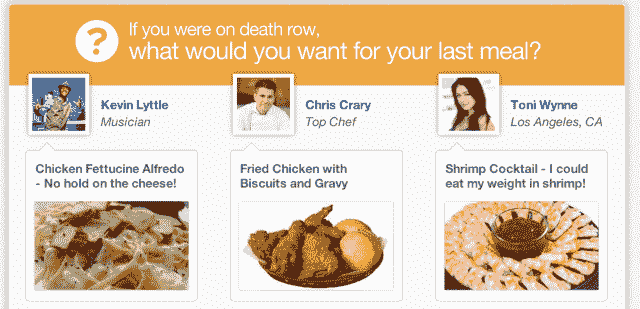 ?
If you were on death row,
what would you want for your last meal?
Kevin Lyttle
Musician
Chris Crary
Top Chef
Toni Wynne
Los Angeles, CA
Chicken Fettucine Alfredo
- No hold on the cheese!
Fried Chicken with
Biscuits and Gravy
Shrimp Cocktail - I could
eat my weight in shrimp!